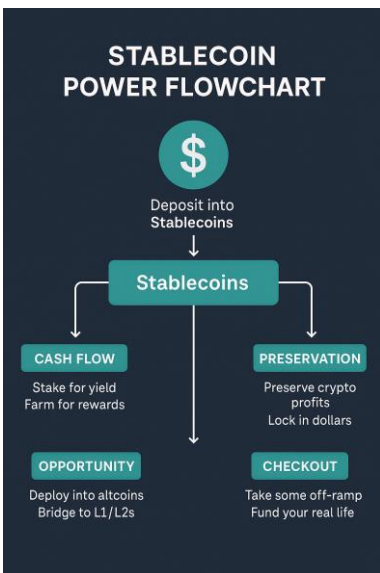 STABLECOIN
POWER FLOWCHART
$
Deposit into
Stablecoins
Stablecoins
CASH FLOW
Stake for yield
Farm for rewards
PRESERVATION
Preserve crypto
profits
Lock in dollars
OPPORTUNITY
Deploy into altcoins
Bridge to L1/L2s
CHECKOUT
Take some off-ramp
Fund your real life